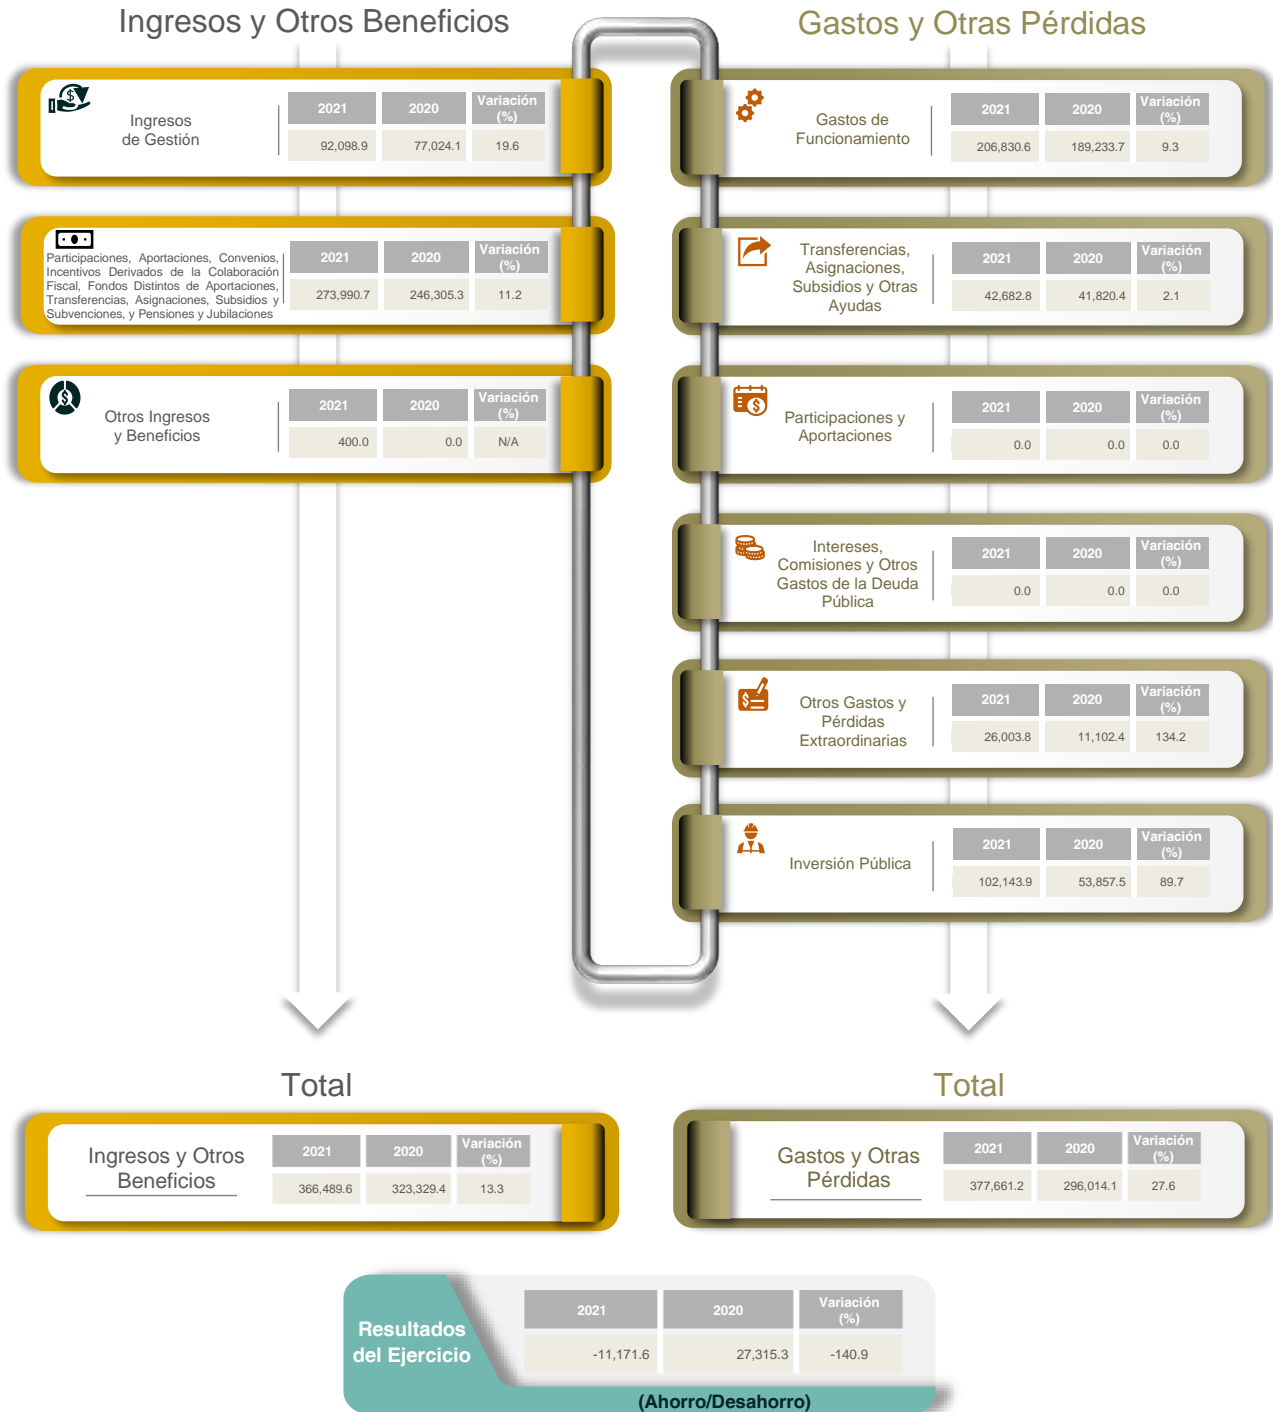 Ingresos y Otros Beneficios
Ingresos
de Gestión
2021 2020 Variación
(%)
92,098.9 77,024.1 19.6
Participaciones, Aportaciones, Convenios,
Incentivos Derivados de la Colaboración
Fiscal, Fondos Distintos de Aportaciones,
Transferencias, Asignaciones, Subsidios y
Subvenciones, y Pensiones y Jubilaciones
2021 2020 Variación
(%)
273,990.7 246,305.3 11.2
Otros Ingresos
y Beneficios
2021 2020 Variación
(%)
400.0 0.0 N/A
Gastos y Otras Pérdidas
Gastos de
Funcionamiento
2021 2020 Variación
(%)
206,830.6 189,233.7 9.3
Transferencias,
Asignaciones,
Subsidios y Otras
Ayudas
2021 2020 Variación
(%)
42,682.8 41,820.4 2.1
Participaciones y
Aportaciones
2021 2020 Variación
(%)
0.0 0.0 0.0
Intereses,
Comisiones y Otros
Gastos de la Deuda
Pública
2021 2020 Variación
(%)
0.0 0.0 0.0
Otros Gastos y
Pérdidas
Extraordinarias
2021 2020 Variación
(%)
26,003.8 11,102.4 134.2
Inversión Pública
2021 2020 Variación
(%)
102,143.9 53,857.5 89.7
Total
Ingresos y Otros
Beneficios
2021 2020 Variación
(%)
366,489.6 323,329.4 13.3
Total
Gastos y Otras
Pérdidas
2021 2020 Variación
(%)
377,661.2 296,014.1 27.6
Resultados
del Ejercicio
2021 2020 Variación
(%)
-11,171.6 27,315.3 -140.9
(Ahorro/Desahorro)